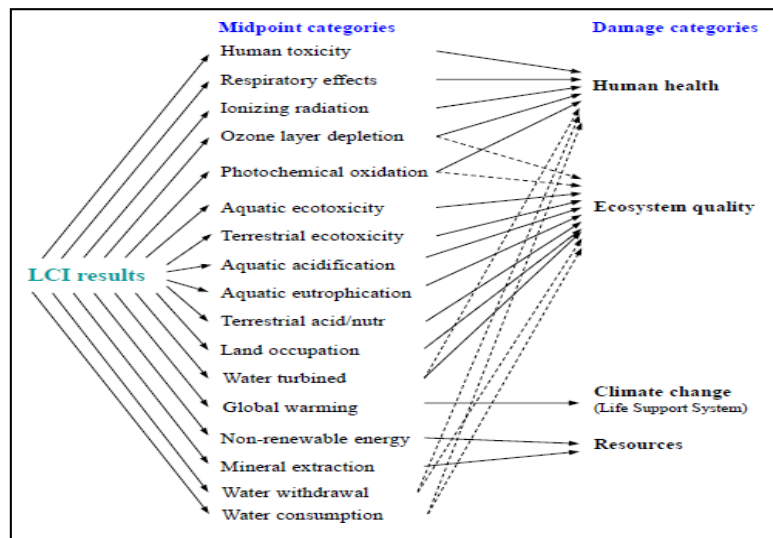 Midpoint categories
Damage categories
Human toxicity
Respiratory effects
Human health
Ionizing radiation
Ozone layer depletion
Photochemical oxidation
Aquatic ecotoxicity
Ecosystem quality
Terrestrial ecotoxicity
LCI results
Aquatic acidification
Aquatic eutrophication
Terrestrial acid/nutr
Land occupation
Water turbined
Climate change
(Life Support System)
Global warming
Non-renewable energy
Resources
Mineral extraction
Water withdrawal
Water consumption